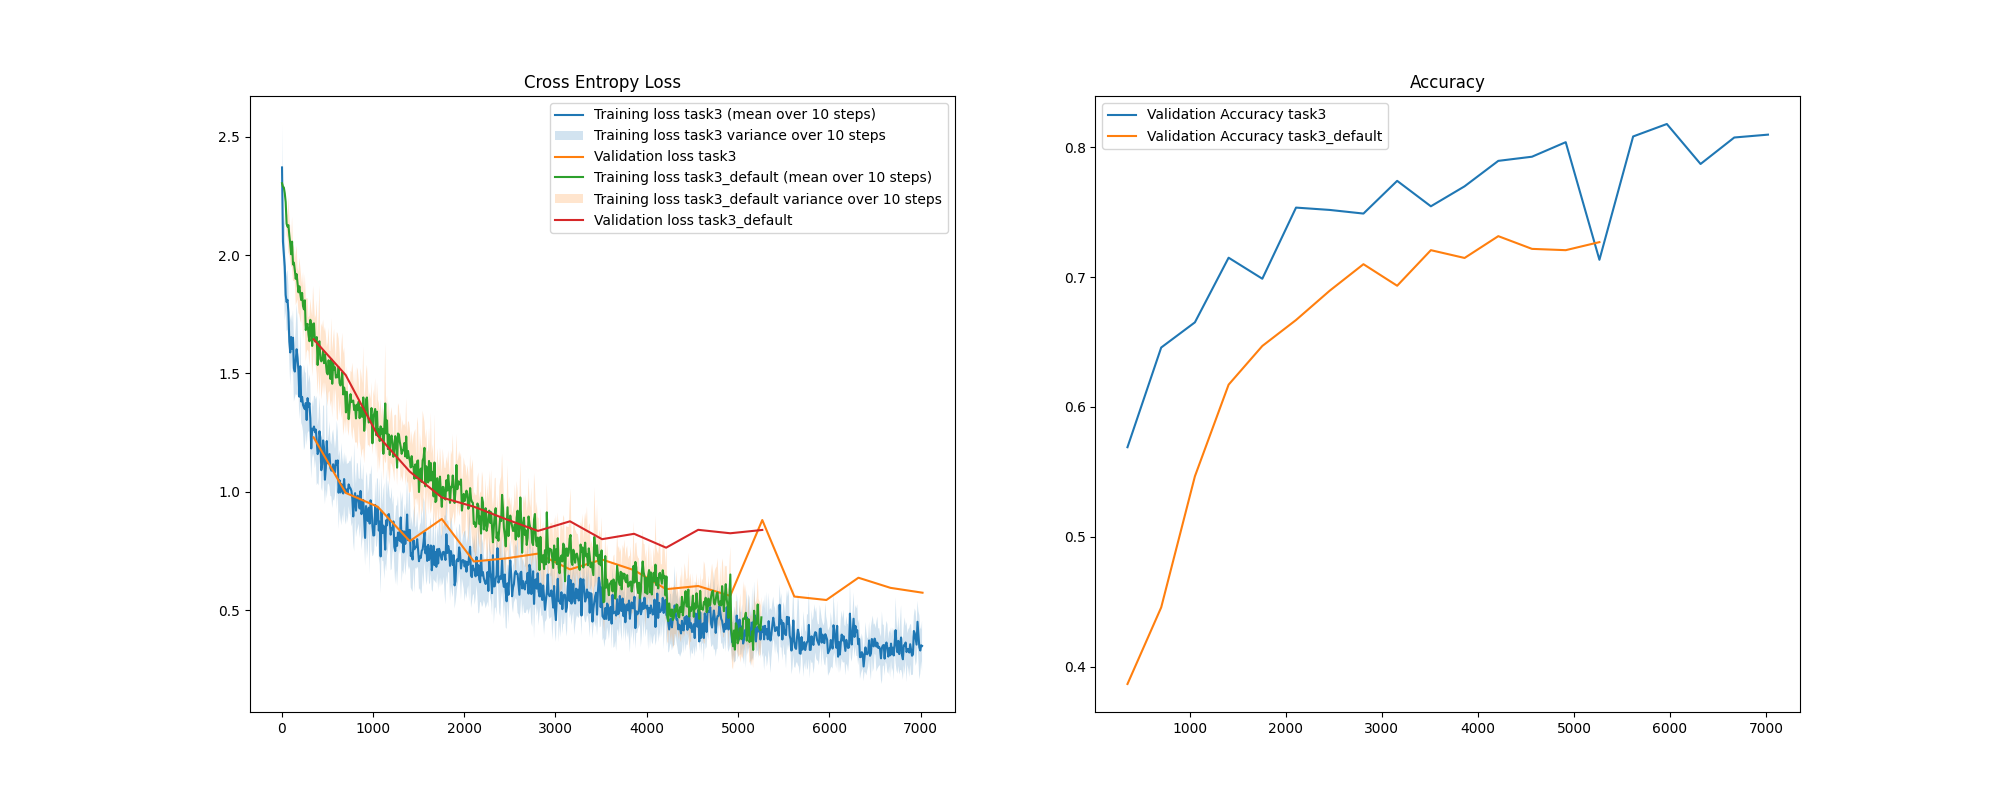 Cross Entropy Loss
Training loss task3 (mean over 10 steps)
Training loss task3 variance over 10 steps
Validation loss task3
Training loss task3_default (mean over 10 steps)
Training loss task3_default variance over 10 steps
Validation loss task3_default
2.5
2.0
1.5
1.0
0.5
0 1000 2000 3000 4000 5000 6000 7000
Accuracy
Validation Accuracy task3
Validation Accuracy task3_default
0.8
0.7
0.6
0.5
0.4
1000 2000 3000 4000 5000 6000 7000